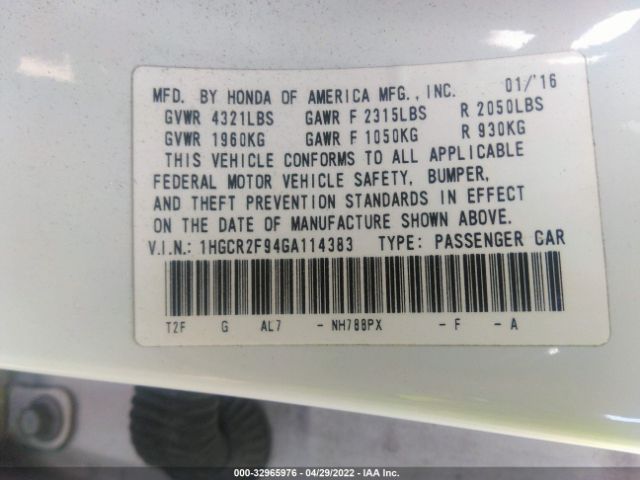 MFD. BY HONDA OF AMERICA MFG., INC. 01/'16
GVWR 4321LBS GAWR F 2315LBS R 2050LBS
GVWR 1960KG GAWR F 1050KG R 930KG
THIS VEHICLE CONFORMS TO ALL APPLICABLE
FEDERAL MOTOR VEHICLE SAFETY, BUMPER,
AND THEFT PREVENTION STANDARDS IN EFFECT
ON THE DATE OF MANUFACTURE SHOWN ABOVE.
V.I.N.: 1HGCR2F94GA114383 TYPE: PASSENGER CAR
T2F G AL7 - NH788PX - F - A
000-32965976 / 04/29/2022 - IAA Inc.